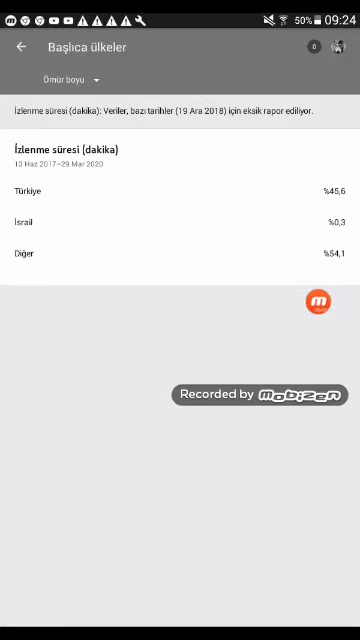 50% 09:24
Başlıca ülkeler
0
Ömür boyu
İzlenme süresi (dakika): Veriler, bazı tarihler (19 Ara 2018) için eksik rapor ediliyor.
İzlenme süresi (dakika)
13 Haz 2017–29 Mar 2020
Türkiye %45,6
İsrail %0,3
Diğer %54,1
Recorded by mobizen